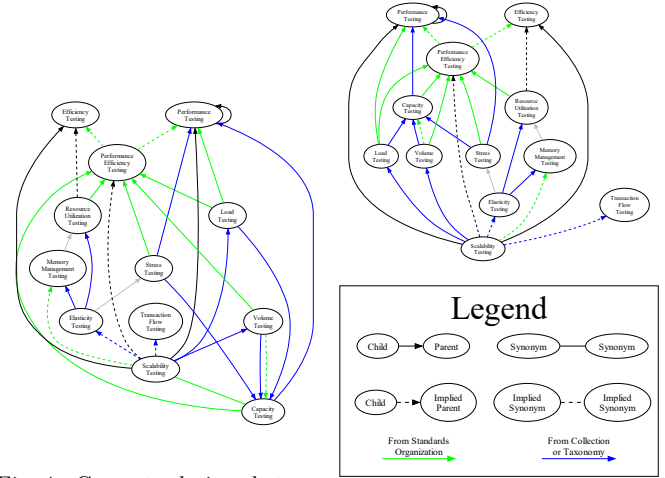 Performance
Testing
Efficiency
Testing
Performance
Efficiency
Testing
Capacity
Testing
Resource
Utilization
Testing
Load
Testing
Volume
Testing
Stress
Testing
Memory
Management
Testing
Elasticity
Testing
Transaction
Flow
Testing
Scalability
Testing
Efficiency
Testing
Performance
Testing
Performance
Efficiency
Testing
Resource
Utilization
Testing
Load
Testing
Memory
Management
Testing
Stress
Testing
Elasticity
Testing
Transaction
Flow
Testing
Volume
Testing
Scalability
Testing
Capacity
Testing
Legend
Child
Parent
Synonym
Synonym
Child
Implied
Parent
Implied
Synonym
Implied
Synonym
From Standards
Organization
From Collection
or Taxonomy